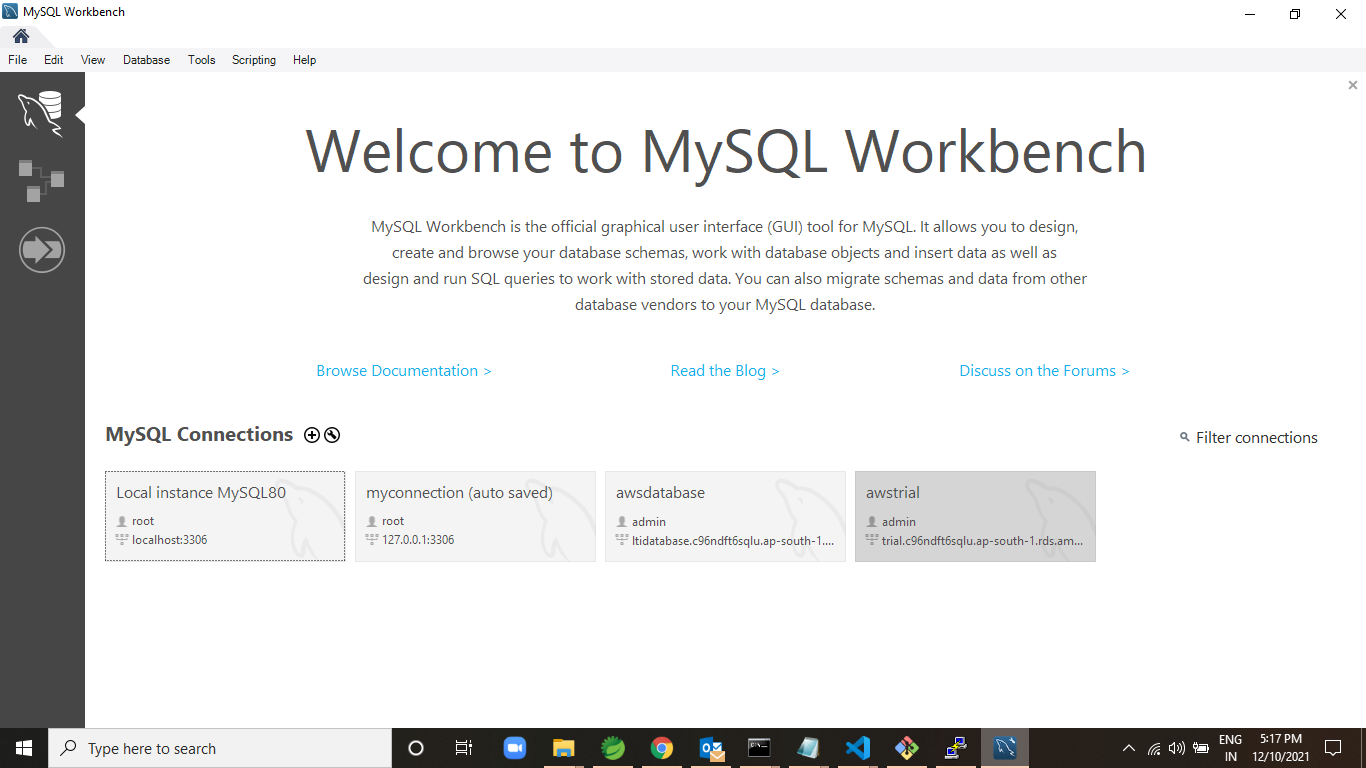 MySQL Workbench
File Edit View Database Tools Scripting Help
Welcome to MySQL Workbench
MySQL Workbench is the official graphical user interface (GUI) tool for MySQL. It allows you to design,
create and browse your database schemas, work with database objects and insert data as well as
design and run SQL queries to work with stored data. You can also migrate schemas and data from other
database vendors to your MySQL database.
Browse Documentation > Read the Blog > Discuss on the Forums >
MySQL Connections
Filter connections
Local instance MySQL80
root
localhost:3306
myconnection (auto saved)
root
127.0.0.1:3306
awsdatabase
admin
ltidatabase.c96ndft6sqlu.ap-south-1....
awstrial
admin
trial.c96ndft6sqlu.ap-south-1.rds.am...
Type here to search
ENG
IN
5:17 PM
12/10/2021